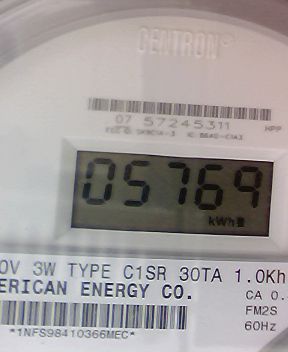 CENTRON
07 57245311
HPP
05769
kWh
0V 3W TYPE C1SR 30TA 1.0Kh
ERICAN ENERGY CO.
CA 0.
FM2S
60Hz
*1NFS98410366MEC*